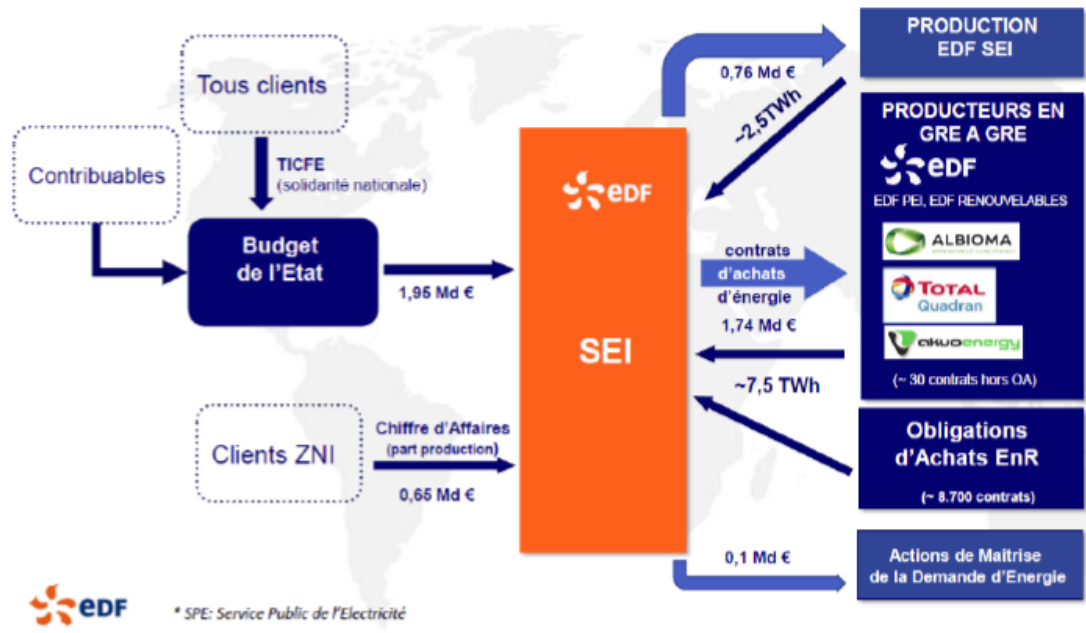 Tous clients
Contribuables
TICFE
(solidarité nationale)
Budget
de l'Etat
1,95 Md €
Clients ZNI
Chiffre d'Affaires
(part production)
0,65 Md €
eDF
SEI
0,76 Md €
~2,5TWh
contrats
d'achats
d'énergie
1,74 Md €
~7,5 TWh
0,1 Md €
PRODUCTION
EDF SEI
PRODUCTEURS EN
GRE A GRE
eDF
EDF PEI, EDF RENOUVELABLES
ALBIOMA
TOTAL
Quadran
akuoenergy
(~ 30 contrats hors OA)
Obligations
d'Achats EnR
(~ 8.700 contrats)
Actions de Maîtrise
de la Demande d'Energie
eDF
* SPE: Service Public de l'Electricité